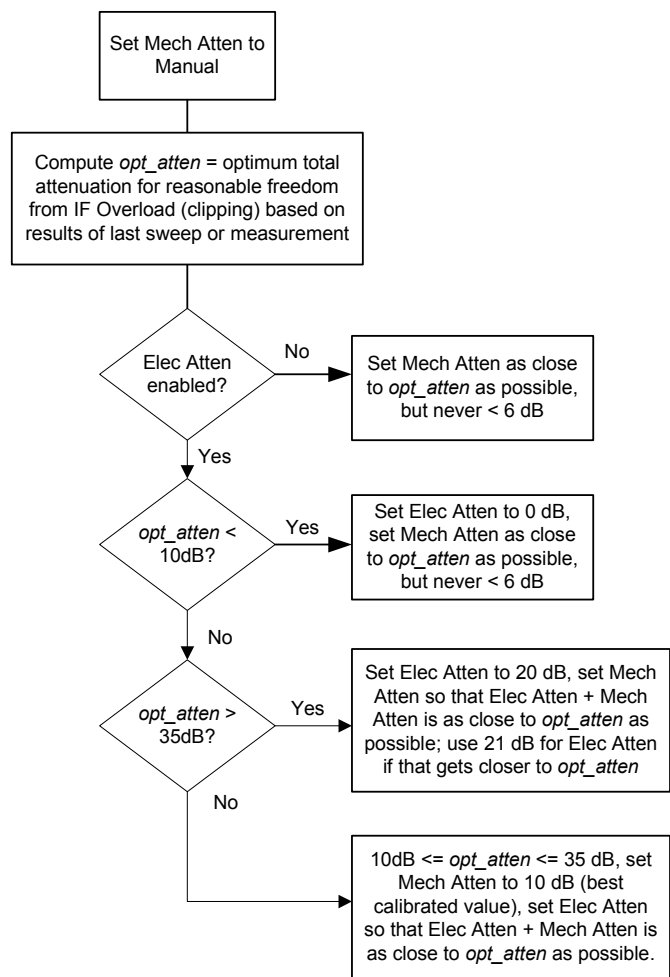 Set Mech Atten to
Manual
Compute opt_atten = optimum total
attenuation for reasonable freedom
from IF Overload (clipping) based on
results of last sweep or measurement
Elec Atten
enabled?
No
Set Mech Atten as close
to opt_atten as possible,
but never < 6 dB
Yes
opt_atten <
10dB?
Yes
Set Elec Atten to 0 dB,
set Mech Atten as close
to opt_atten as possible,
but never < 6 dB
No
opt_atten >
35dB?
Yes
Set Elec Atten to 20 dB, set Mech
Atten so that Elec Atten + Mech
Atten is as close to opt_atten as
possible; use 21 dB for Elec Atten
if that gets closer to opt_atten
No
10dB <= opt_atten <= 35 dB, set
Mech Atten to 10 dB (best
calibrated value), set Elec Atten
so that Elec Atten + Mech Atten is
as close to opt_atten as possible.